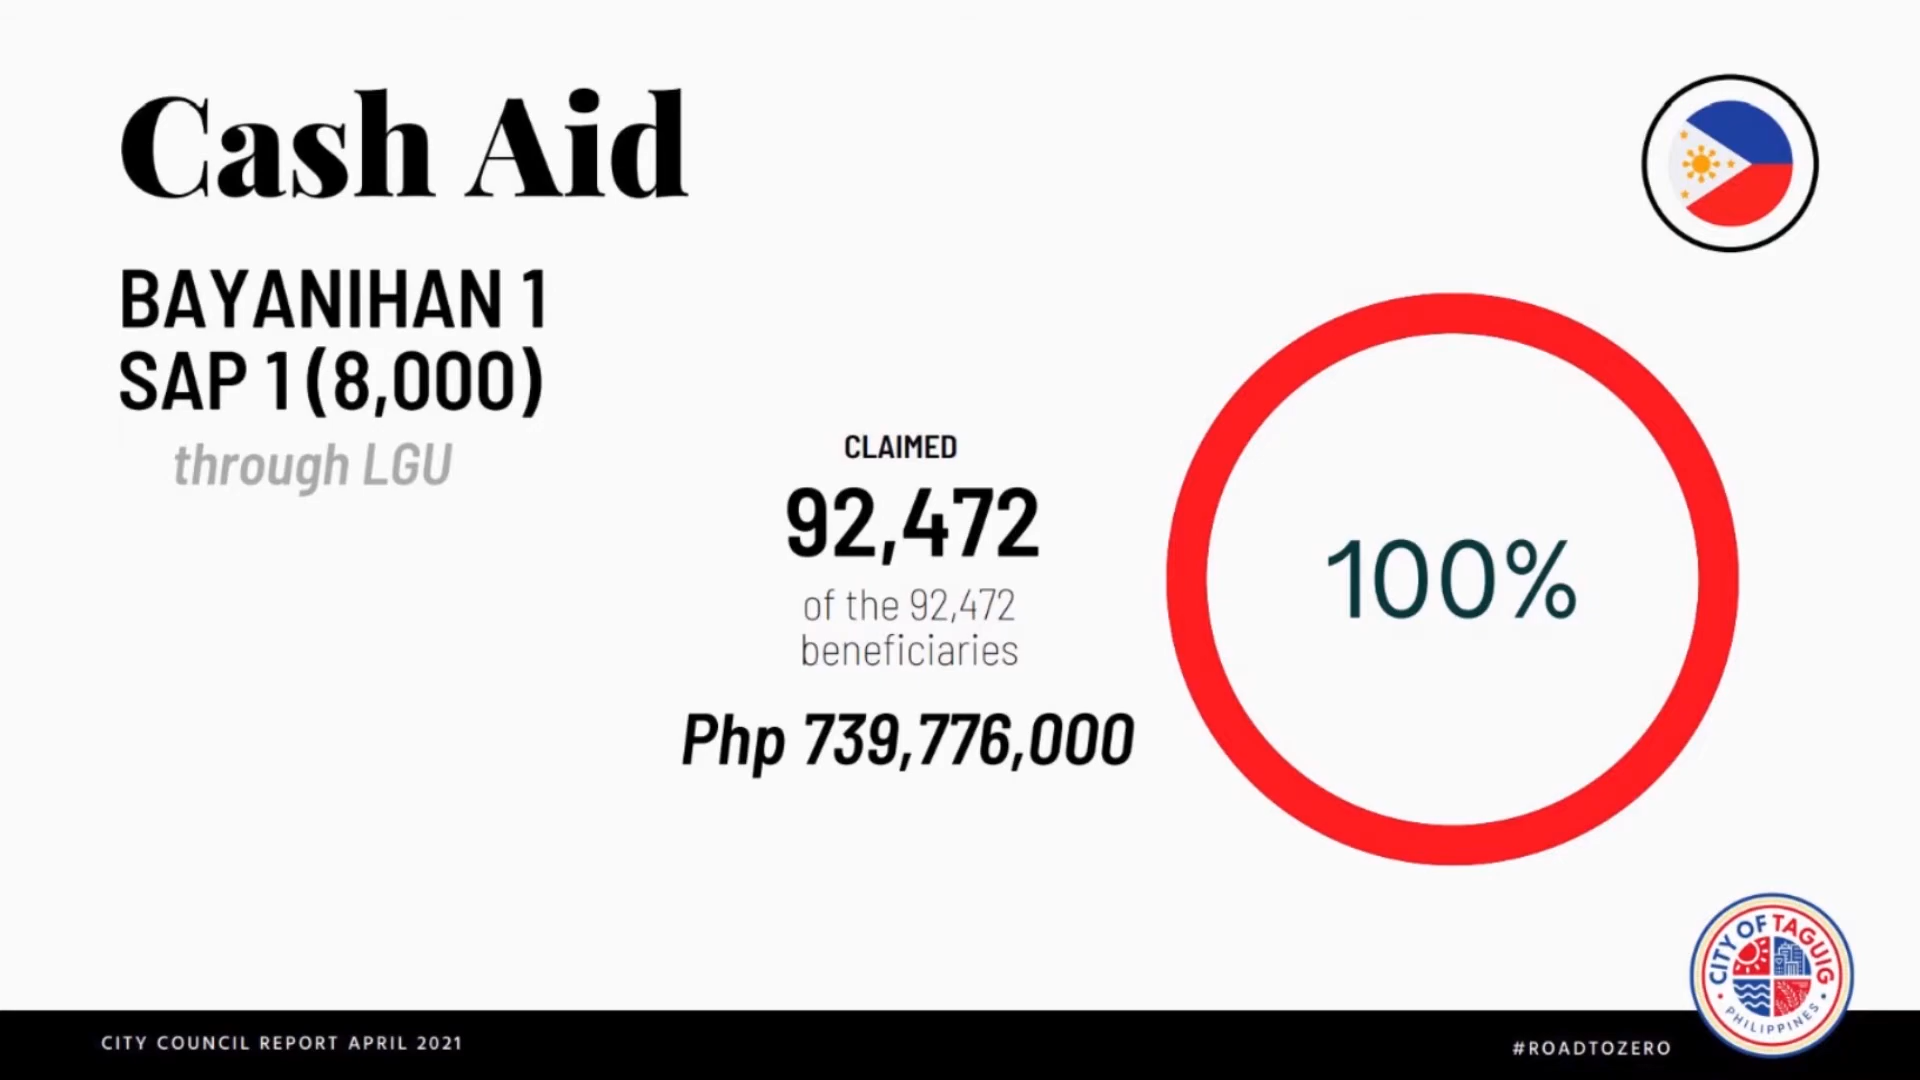 Cash Aid
BAYANIHAN 1
SAP 1 (8,000)
through LGU
CLAIMED
92,472
of the 92,472
beneficiaries
Php 739,776,000
100%
CITY OF TAGUIG
PHILIPPINES
CITY COUNCIL REPORT APRIL 2021
#ROADTOZERO